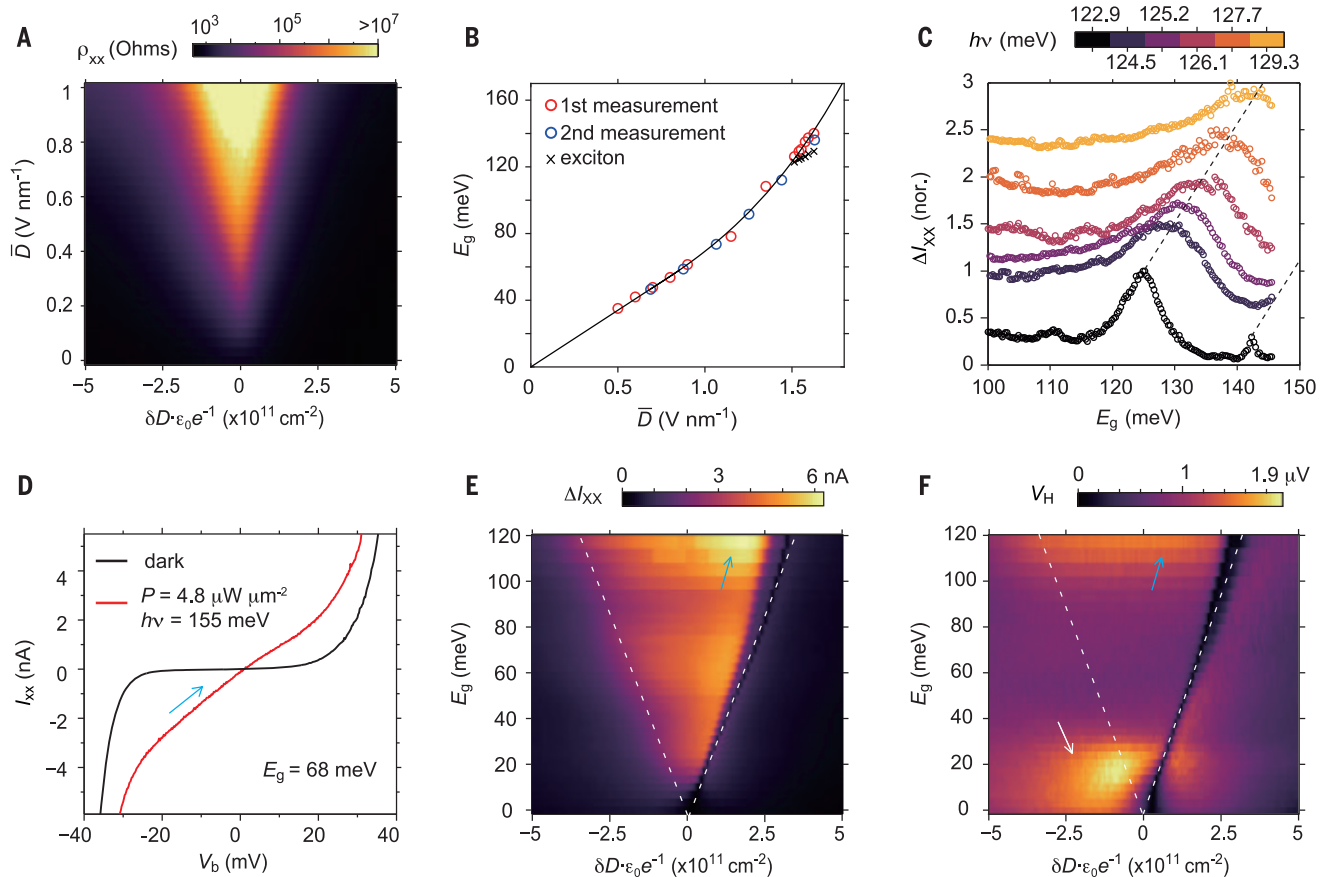 A
10³ 10⁵ >10⁷
ρxx (Ohms)
1
0.8
0.6
0.4
0.2
0
D̄ (V nm⁻¹)
−5 −2.5 0 2.5 5
δD·ε₀e⁻¹ (x10¹¹ cm⁻²)
B
1st measurement
2nd measurement
exciton
160
120
80
40
0
Eg (meV)
0 0.5 1.0 1.5
D̄ (V nm⁻¹)
C
122.9 125.2 127.7
hν (meV)
124.5 126.1 129.3
3
2.5
2
1.5
1
0.5
0
ΔIXX (nor.)
100 110 120 130 140 150
Eg (meV)
D
dark
P = 4.8 μW μm⁻²
hν = 155 meV
4
2
0
-2
-4
Ixx (nA)
Eg = 68 meV
-40 -20 0 20 40
Vb (mV)
E
0 3 6 nA
ΔIXX
120
100
80
60
40
20
0
Eg (meV)
−5 −2.5 0 2.5 5
δD·ε₀e⁻¹ (x10¹¹ cm⁻²)
F
0 1 1.9 μV
VH
120
100
80
60
40
20
0
Eg (meV)
−5 −2.5 0 2.5 5
δD·ε₀e⁻¹ (x10¹¹ cm⁻²)